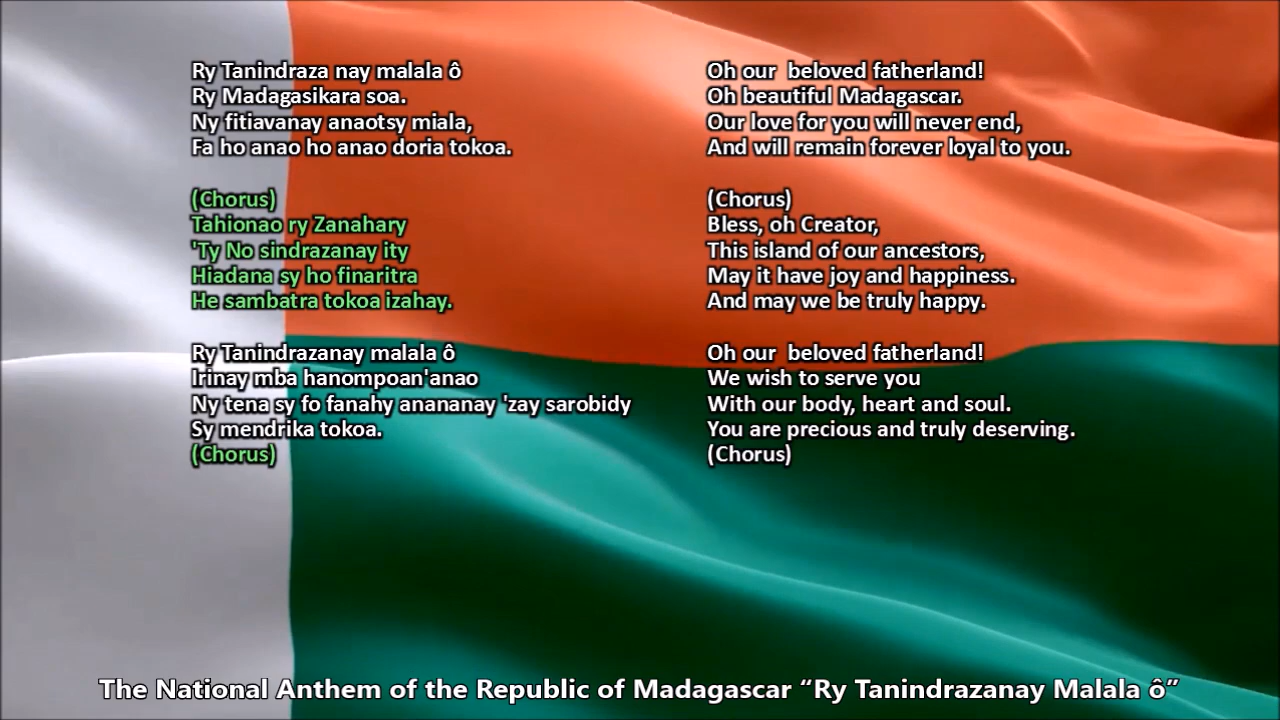 Ry Tanindraza nay malala ô
Ry Madagasikara soa.
Ny fitiavanay anaotsy miala,
Fa ho anao ho anao doria tokoa.
(Chorus)
Tahionao ry Zanahary
'Ty No sindrazanay ity
Hiadana sy ho finaritra
He sambatra tokoa izahay.
Ry Tanindrazanay malala ô
Irinay mba hanompoan'anao
Ny tena sy fo fanahy anananay 'zay sarobidy
Sy mendrika tokoa.
(Chorus)
Oh our  beloved fatherland!
Oh beautiful Madagascar.
Our love for you will never end,
And will remain forever loyal to you.
(Chorus)
Bless, oh Creator,
This island of our ancestors,
May it have joy and happiness.
And may we be truly happy.
Oh our  beloved fatherland!
We wish to serve you
With our body, heart and soul.
You are precious and truly deserving.
(Chorus)
The National Anthem of the Republic of Madagascar “Ry Tanindrazanay Malala ô”